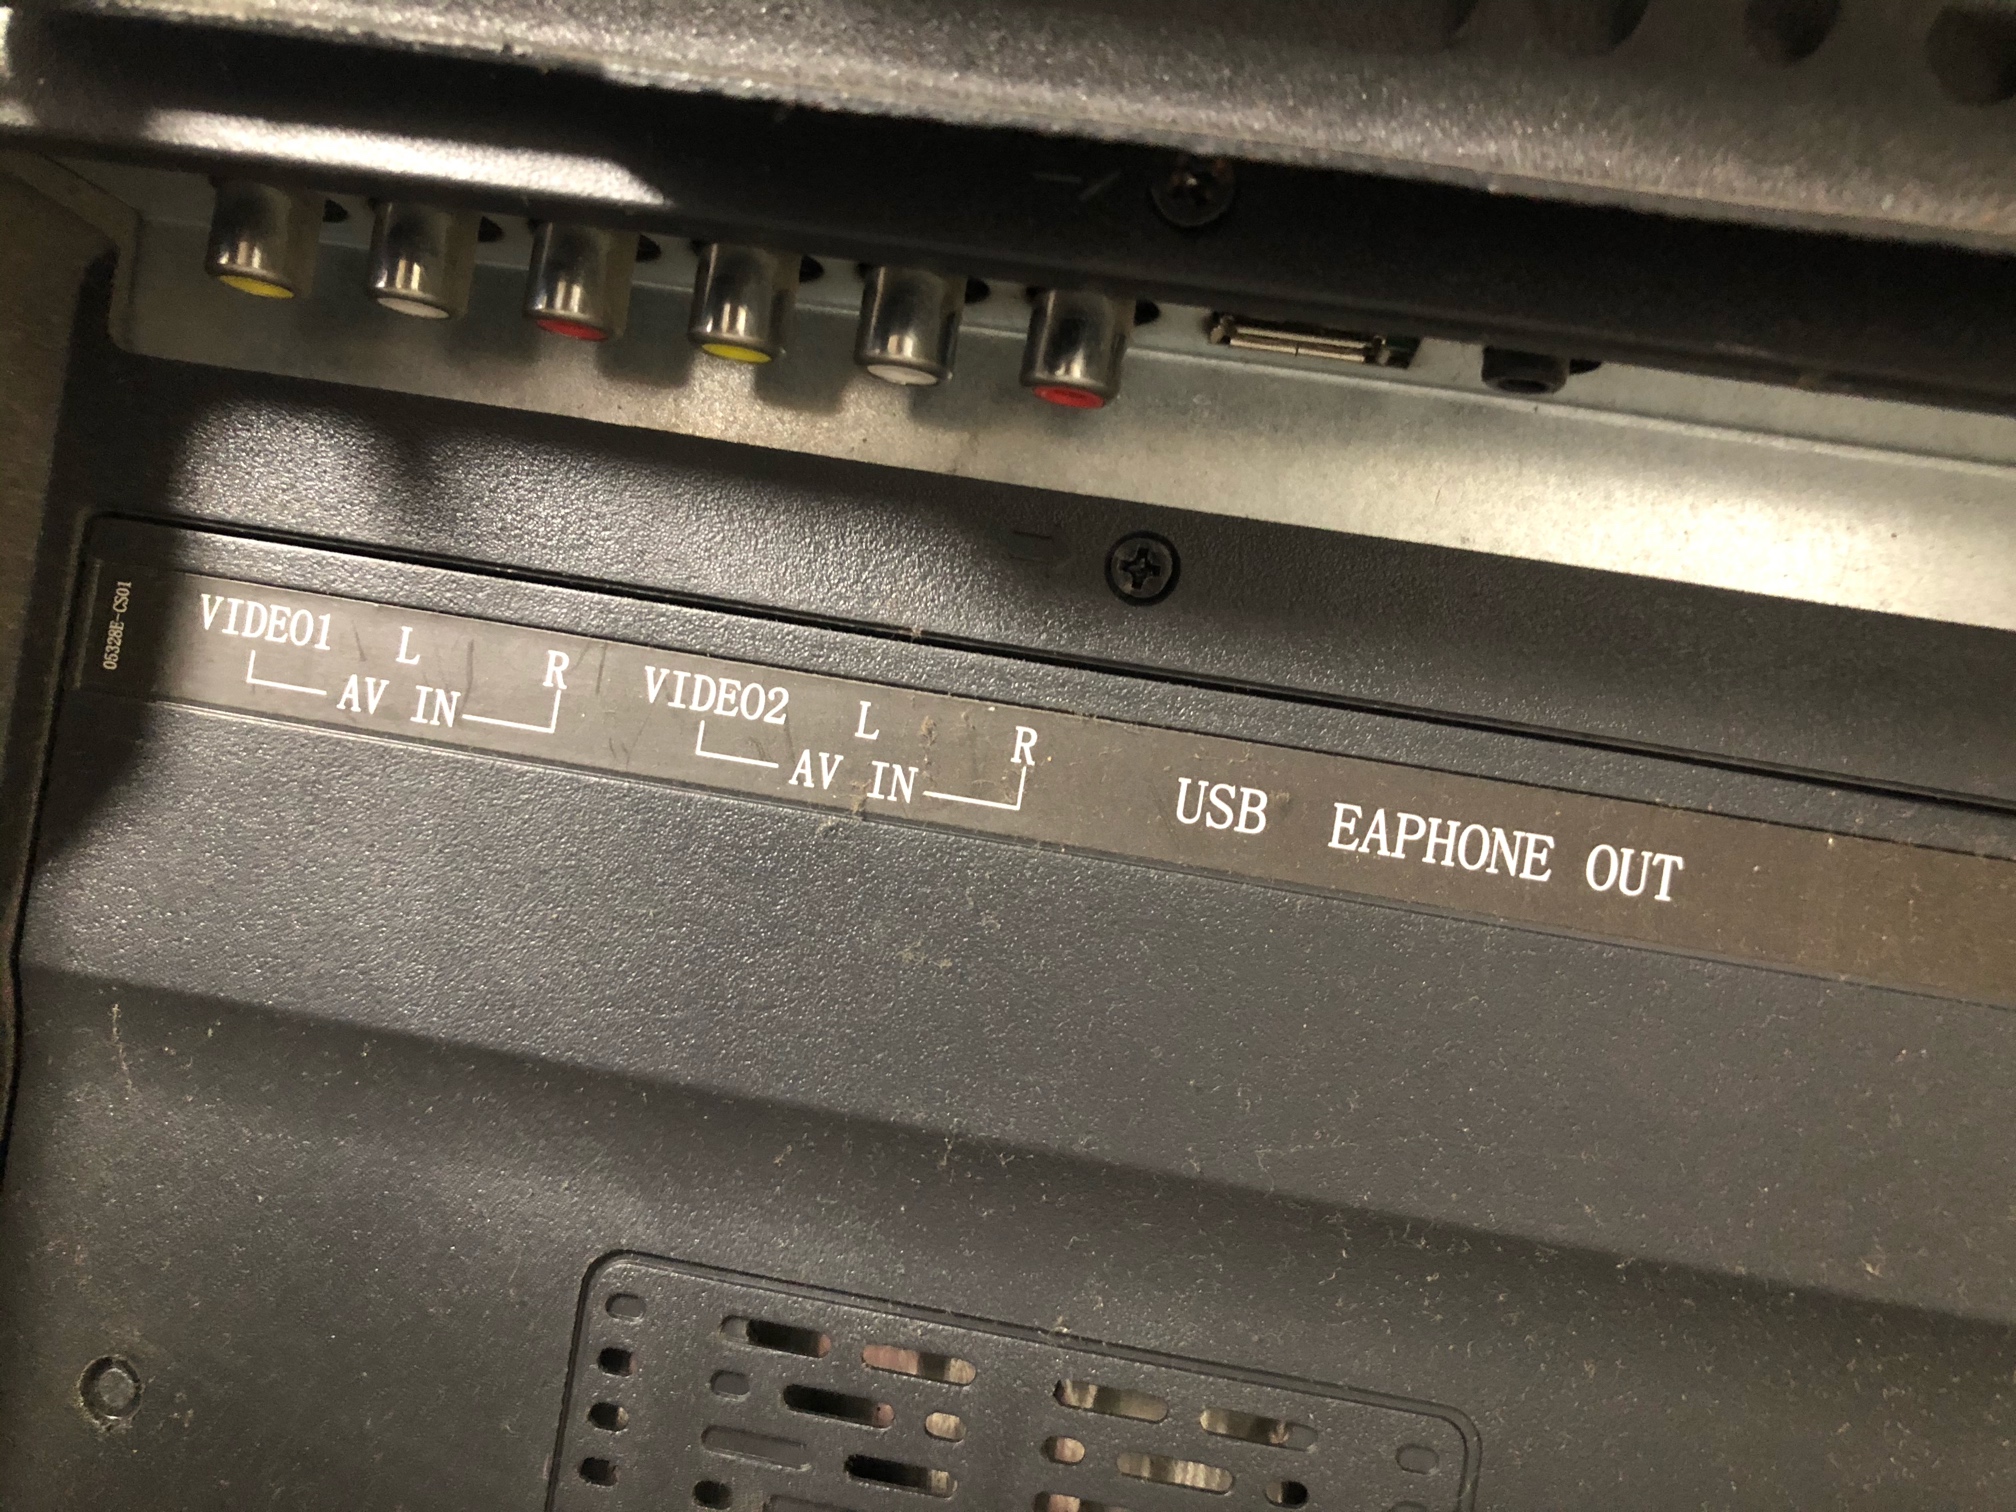 05328E-CS01
VIDEO1 L R
AV IN
VIDEO2 L R
AV IN
USB EAPHONE OUT